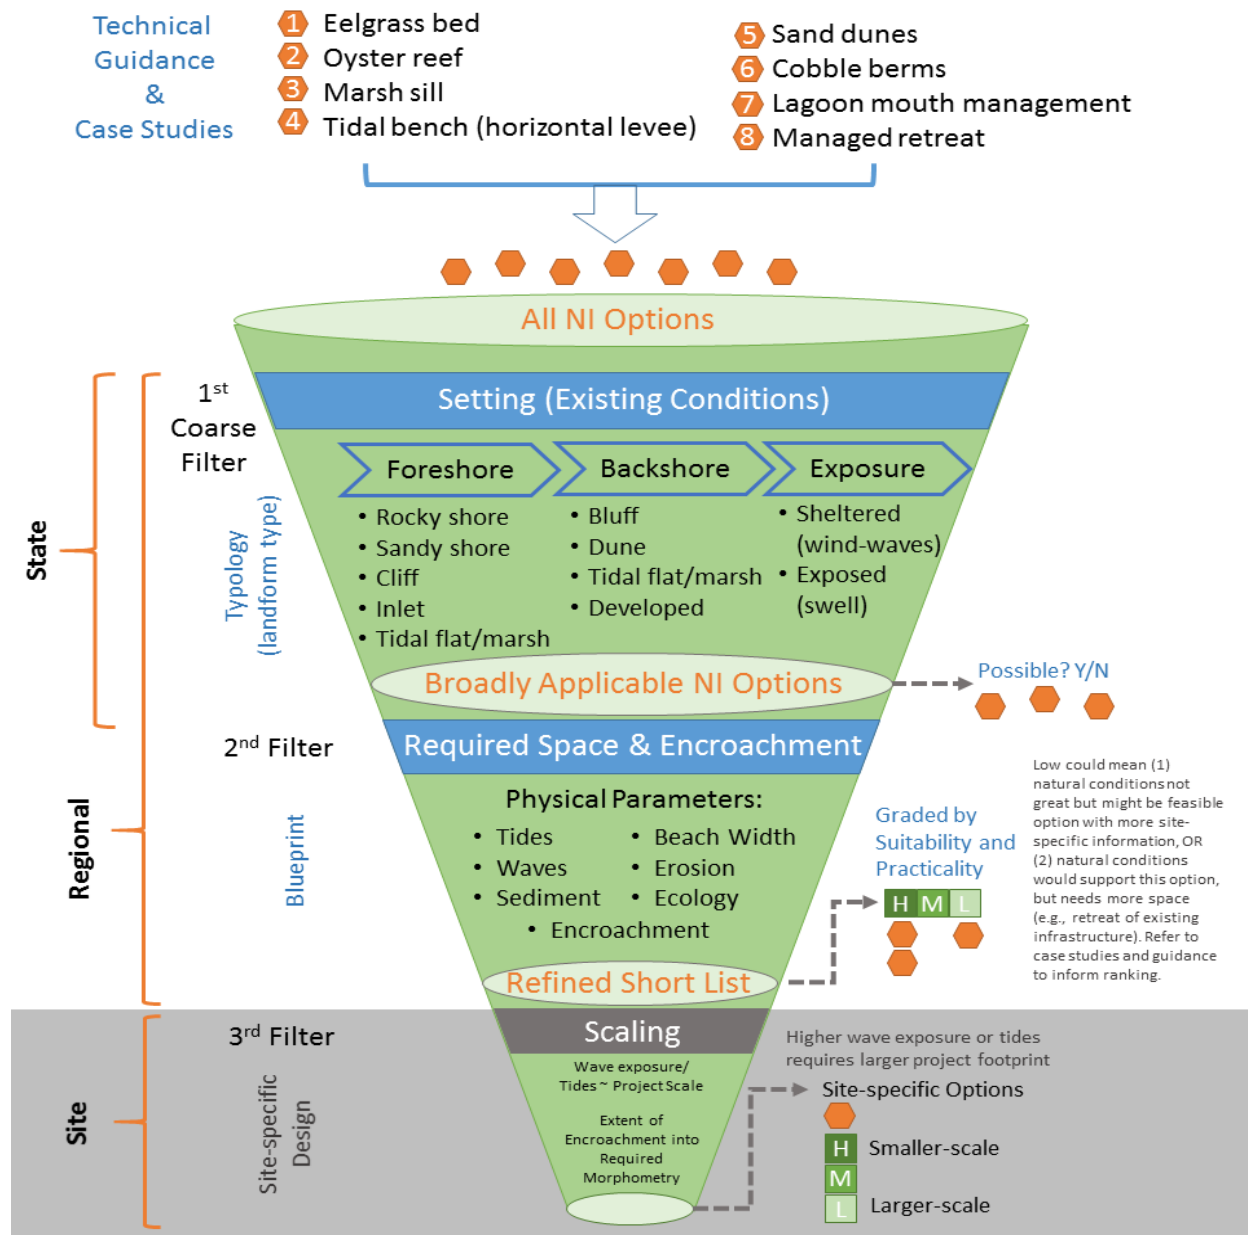 Technical
Guidance
&
Case Studies
1 Eelgrass bed
2 Oyster reef
3 Marsh sill
4 Tidal bench (horizontal levee)
5 Sand dunes
6 Cobble berms
7 Lagoon mouth management
8 Managed retreat
All NI Options
1st
Coarse
Filter
Setting (Existing Conditions)
Foreshore
Backshore
Exposure
• Rocky shore
• Sandy shore
• Cliff
• Inlet
• Tidal flat/marsh
• Bluff
• Dune
• Tidal flat/marsh
• Developed
• Sheltered
(wind-waves)
• Exposed
(swell)
State
Typology
(landform type)
Broadly Applicable NI Options
Possible? Y/N
2nd Filter
Required Space & Encroachment
Regional
Blueprint
Physical Parameters:
• Tides
• Waves
• Sediment
• Beach Width
• Erosion
• Ecology
• Encroachment
Graded by
Suitability and
Practicality
H M L
Low could mean (1)
natural conditions not
great but might be feasible
option with more site-
specific information, OR
(2) natural conditions
would support this option,
but needs more space
(e.g., retreat of existing
infrastructure). Refer to
case studies and guidance
to inform ranking.
Refined Short List
3rd Filter
Scaling
Site
Site-specific
Design
Wave exposure/
Tides ~ Project Scale
Extent of
Encroachment into
Required
Morphometry
Higher wave exposure or tides
requires larger project footprint
Site-specific Options
H Smaller-scale
M
L Larger-scale